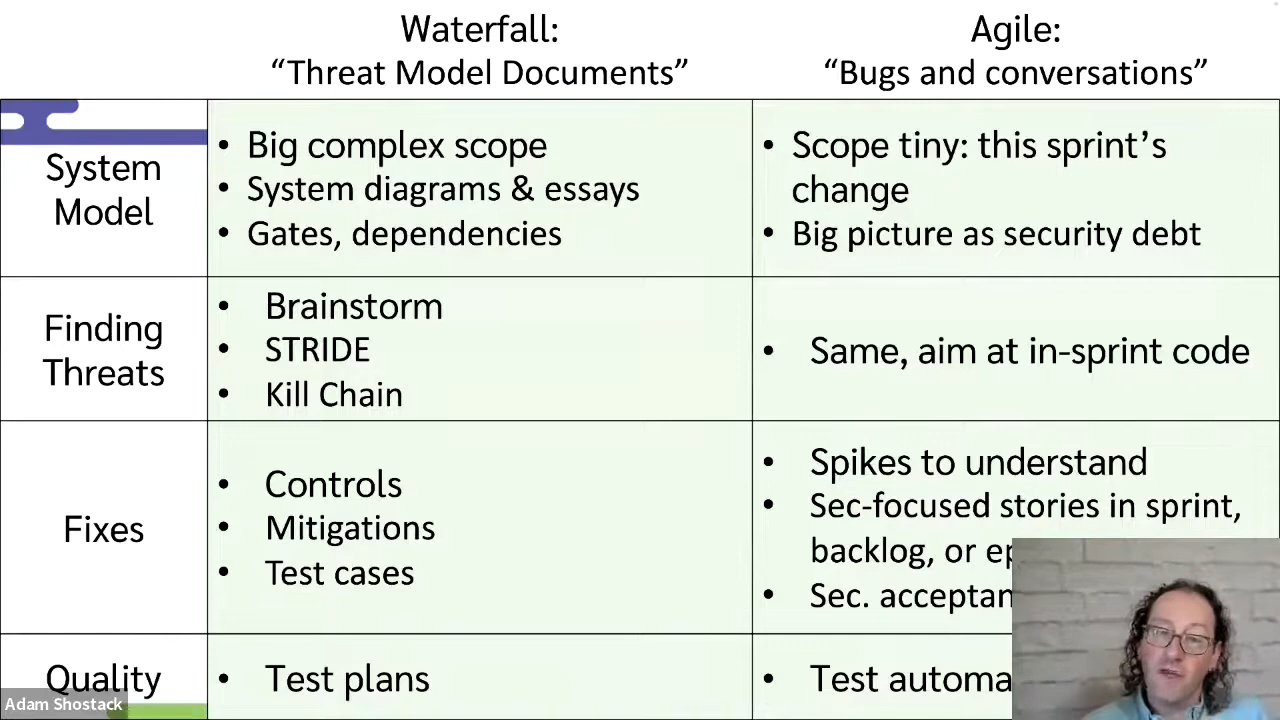 Waterfall:
“Threat Model Documents”
Agile:
“Bugs and conversations”
System
Model
• Big complex scope
• System diagrams & essays
• Gates, dependencies
• Scope tiny: this sprint’s
change
• Big picture as security debt
Finding
Threats
• Brainstorm
• STRIDE
• Kill Chain
• Same, aim at in-sprint code
Fixes
• Controls
• Mitigations
• Test cases
• Spikes to understand
• Sec-focused stories in sprint,
backlog, or
• Sec.
Quality
• Test plans
• Test
Adam Shostack